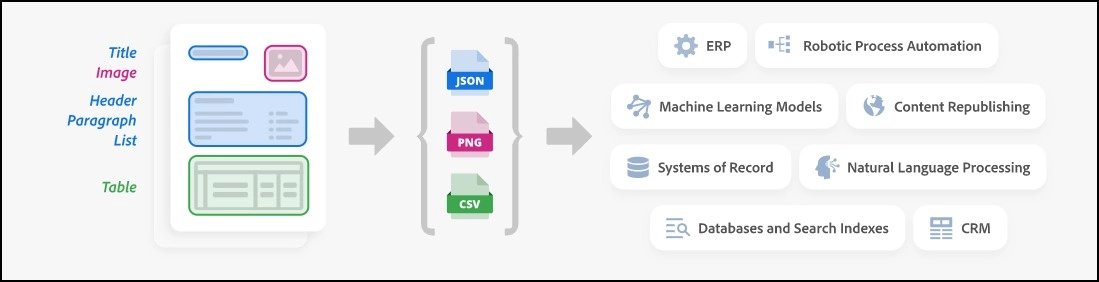 Title
Image
Header
Paragraph
List
Table
JSON
PNG
CSV
ERP
Robotic Process Automation
Machine Learning Models
Content Republishing
Systems of Record
Natural Language Processing
Databases and Search Indexes
CRM